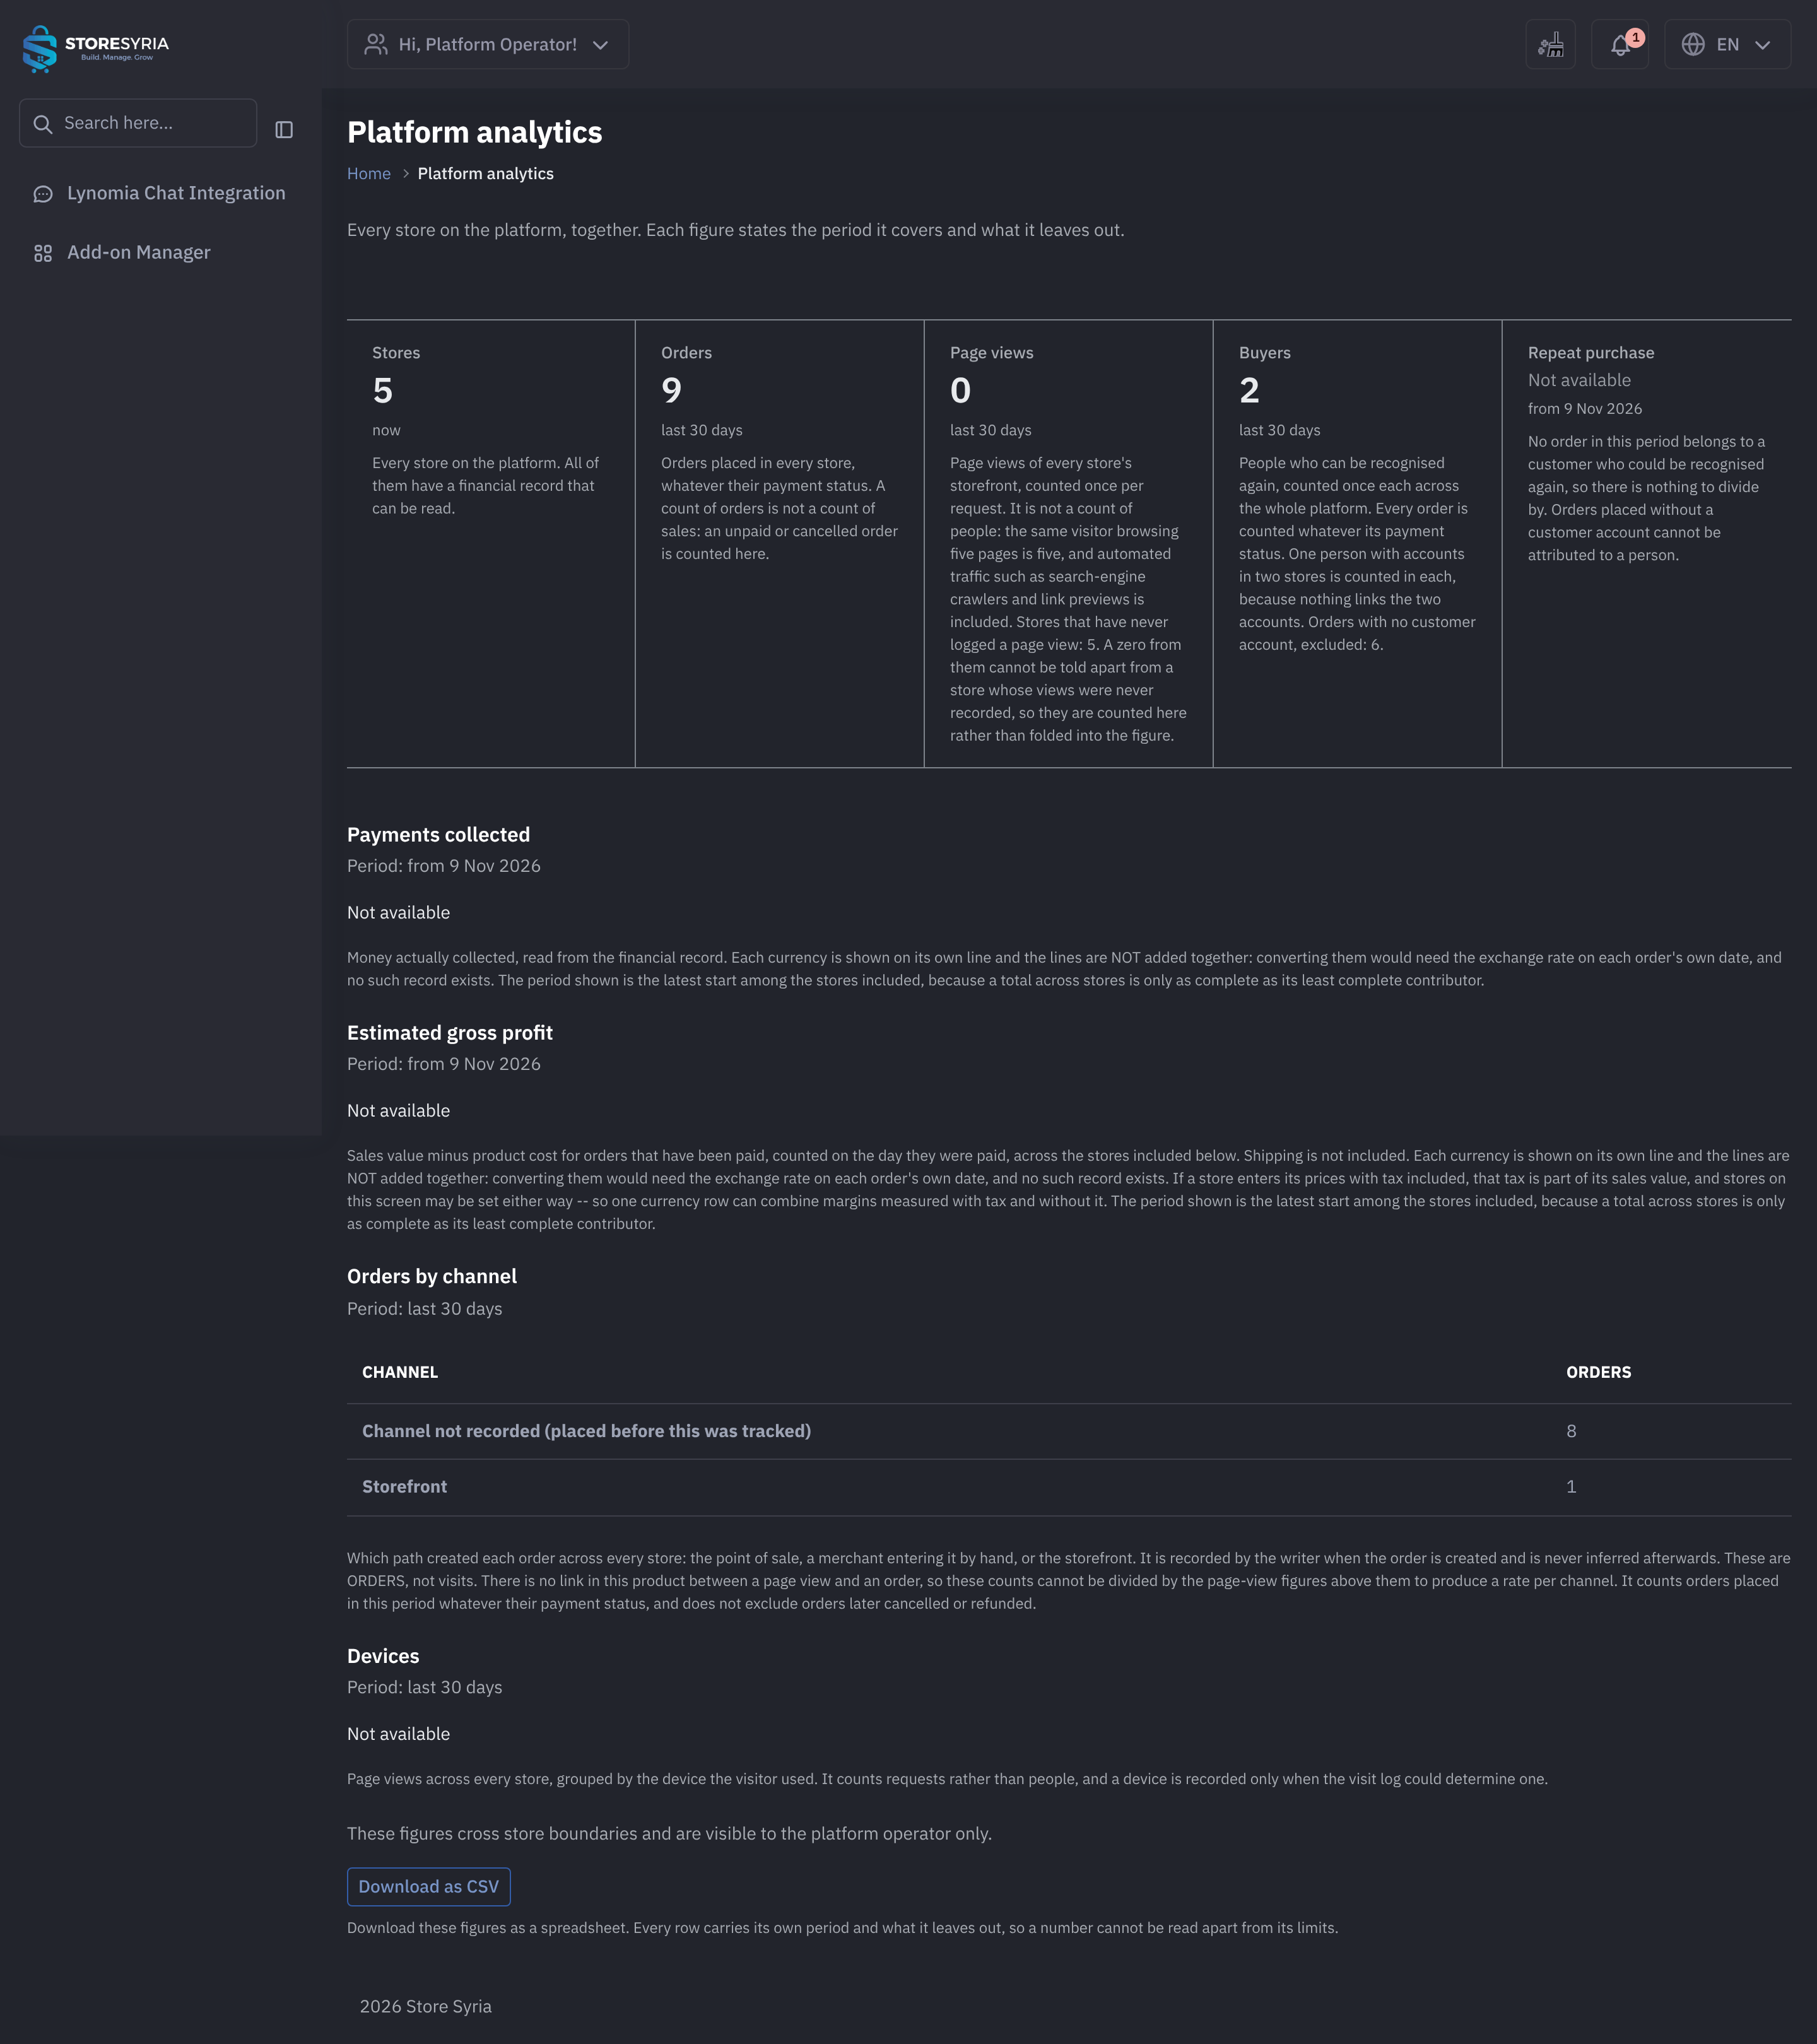 STORESYRIA
Build. Manage. Grow
Hi, Platform Operator!
1
EN
Search here...
Lynomia Chat Integration
Add-on Manager
Platform analytics
Home > Platform analytics
Every store on the platform, together. Each figure states the period it covers and what it leaves out.
Stores
5
now
Every store on the platform. All of
them have a financial record that
can be read.
Orders
9
last 30 days
Orders placed in every store,
whatever their payment status. A
count of orders is not a count of
sales: an unpaid or cancelled order
is counted here.
Page views
0
last 30 days
Page views of every store's
storefront, counted once per
request. It is not a count of
people: the same visitor browsing
five pages is five, and automated
traffic such as search-engine
crawlers and link previews is
included. Stores that have never
logged a page view: 5. A zero from
them cannot be told apart from a
store whose views were never
recorded, so they are counted here
rather than folded into the figure.
Buyers
2
last 30 days
People who can be recognised
again, counted once each across
the whole platform. Every order is
counted whatever its payment
status. One person with accounts
in two stores is counted in each,
because nothing links the two
accounts. Orders with no customer
account, excluded: 6.
Repeat purchase
Not available
from 9 Nov 2026
No order in this period belongs to a
customer who could be recognised
again, so there is nothing to divide
by. Orders placed without a
customer account cannot be
attributed to a person.
Payments collected
Period: from 9 Nov 2026
Not available
Money actually collected, read from the financial record. Each currency is shown on its own line and the lines are NOT added together: converting them would need the exchange rate on each order's own date, and
no such record exists. The period shown is the latest start among the stores included, because a total across stores is only as complete as its least complete contributor.
Estimated gross profit
Period: from 9 Nov 2026
Not available
Sales value minus product cost for orders that have been paid, counted on the day they were paid, across the stores included below. Shipping is not included. Each currency is shown on its own line and the lines are
NOT added together: converting them would need the exchange rate on each order's own date, and no such record exists. If a store enters its prices with tax included, that tax is part of its sales value, and stores on
this screen may be set either way -- so one currency row can combine margins measured with tax and without it. The period shown is the latest start among the stores included, because a total across stores is only
as complete as its least complete contributor.
Orders by channel
Period: last 30 days
CHANNEL ORDERS
Channel not recorded (placed before this was tracked) 8
Storefront 1
Which path created each order across every store: the point of sale, a merchant entering it by hand, or the storefront. It is recorded by the writer when the order is created and is never inferred afterwards. These are
ORDERS, not visits. There is no link in this product between a page view and an order, so these counts cannot be divided by the page-view figures above them to produce a rate per channel. It counts orders placed
in this period whatever their payment status, and does not exclude orders later cancelled or refunded.
Devices
Period: last 30 days
Not available
Page views across every store, grouped by the device the visitor used. It counts requests rather than people, and a device is recorded only when the visit log could determine one.
These figures cross store boundaries and are visible to the platform operator only.
Download as CSV
Download these figures as a spreadsheet. Every row carries its own period and what it leaves out, so a number cannot be read apart from its limits.
2026 Store Syria